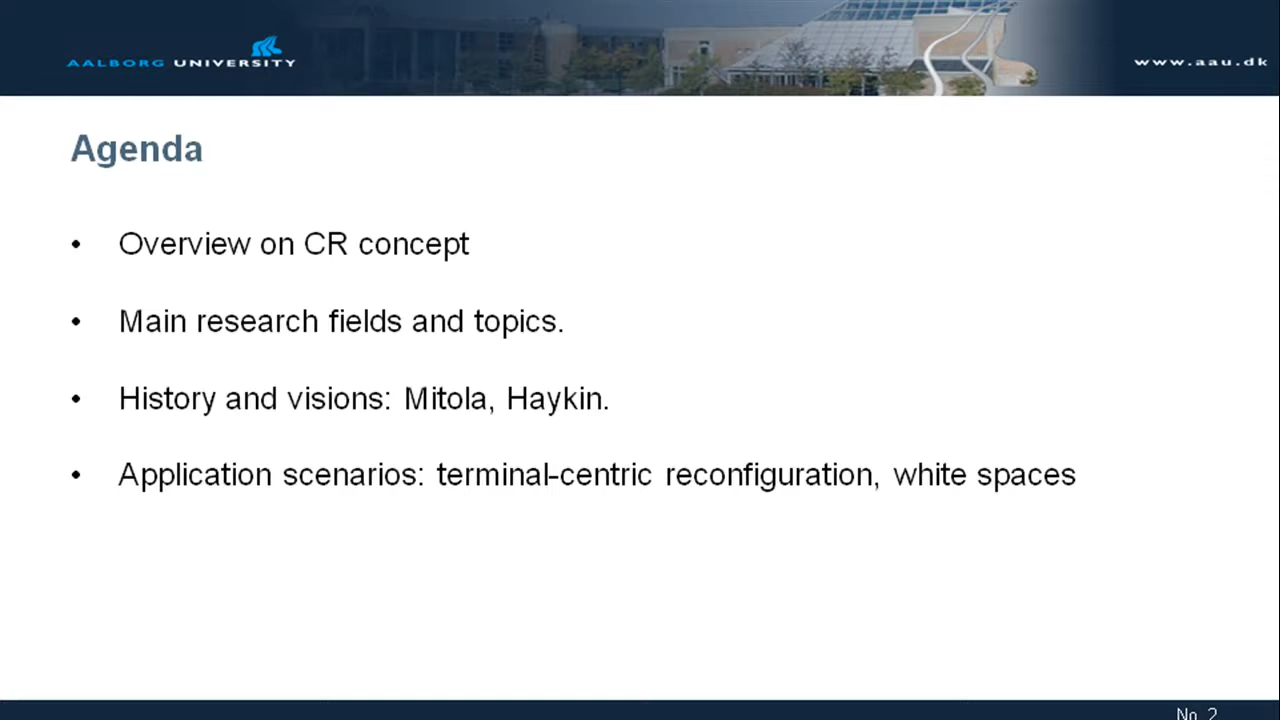 AALBORG UNIVERSITY
www.aau.dk
Agenda
• Overview on CR concept
• Main research fields and topics.
• History and visions: Mitola, Haykin.
• Application scenarios: terminal-centric reconfiguration, white spaces
No. 2